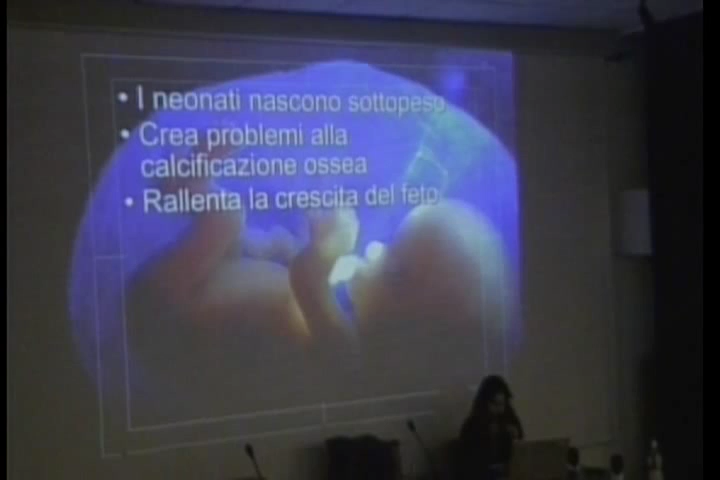 • I neonati nascono sottopeso
• Crea problemi alla
calcificazione ossea
• Rallenta la crescita del feto